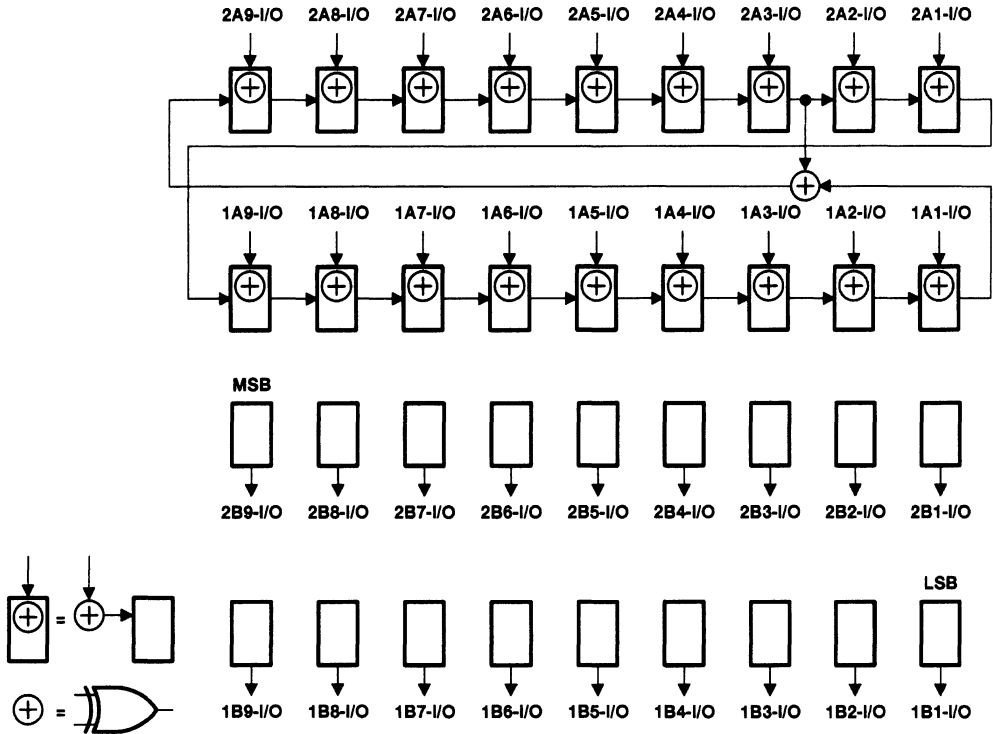 2A9-I/O 2A8-I/O 2A7-I/O 2A6-I/O 2A5-I/O 2A4-I/O 2A3-I/O 2A2-I/O 2A1-I/O
1A9-I/O 1A8-I/O 1A7-I/O 1A6-I/O 1A5-I/O 1A4-I/O 1A3-I/O 1A2-I/O 1A1-I/O
MSB
2B9-I/O 2B8-I/O 2B7-I/O 2B6-I/O 2B5-I/O 2B4-I/O 2B3-I/O 2B2-I/O 2B1-I/O
LSB
=
1B9-I/O 1B8-I/O 1B7-I/O 1B6-I/O 1B5-I/O 1B4-I/O 1B3-I/O 1B2-I/O 1B1-I/O
=